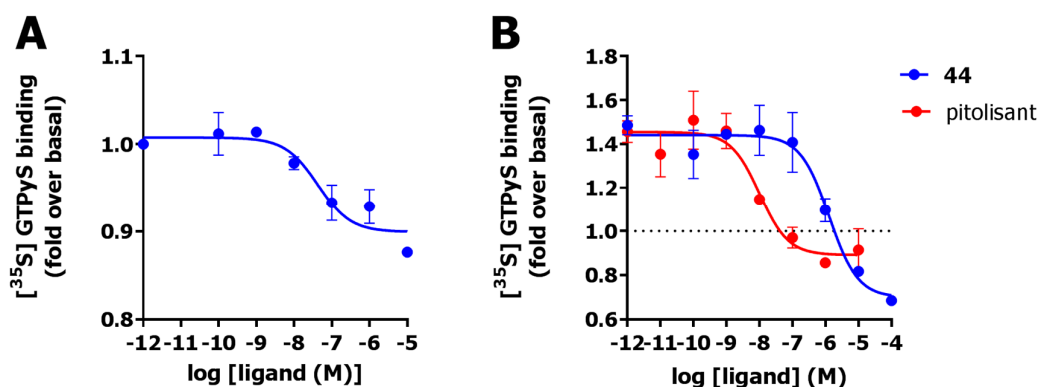 A
[³⁵S] GTPγS binding
(fold over basal)
1.1
1.0
0.9
0.8
-12 -11 -10 -9 -8 -7 -6 -5
log [ligand (M)]
B
[³⁵S] GTPγS binding
(fold over basal)
1.8
1.6
1.4
1.2
1.0
0.8
0.6
-12 -11 -10 -9 -8 -7 -6 -5 -4
log [ligand] (M)
44
pitolisant